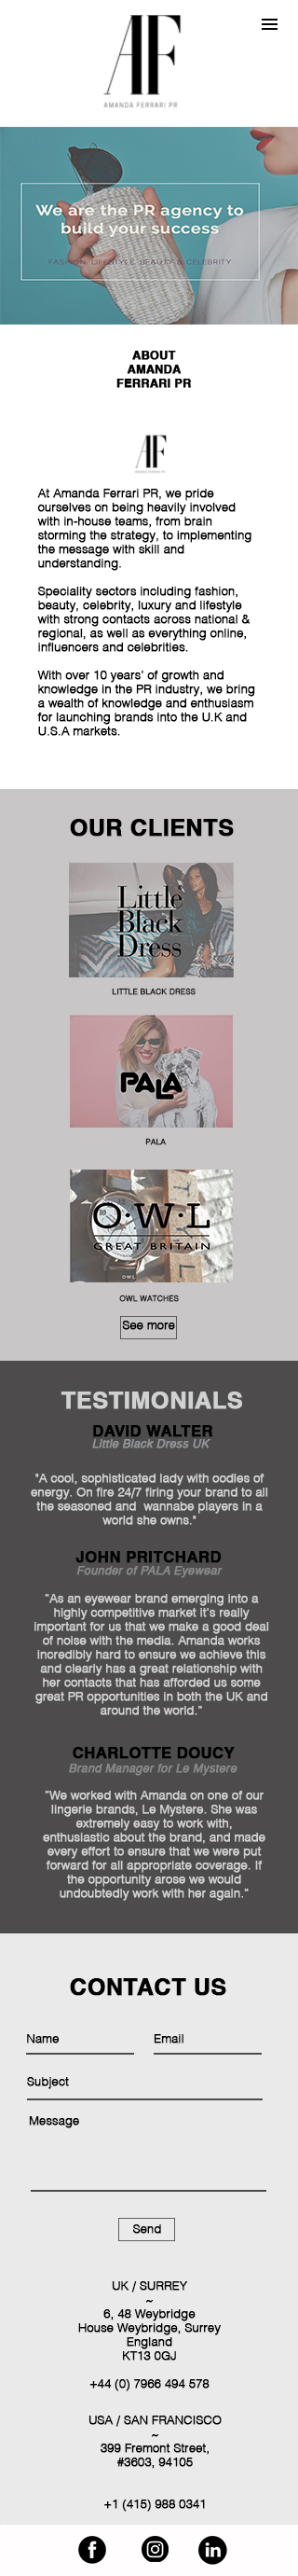 AF
AMANDA FERRARI PR
We are the PR agency to
build your success
FASHION, LIFESTYLE, BEAUTY & CELEBRITY
ABOUT
AMANDA
FERRARI PR
AF
AMANDA FERRARI PR
At Amanda Ferrari PR, we pride
ourselves on being heavily involved
with in-house teams, from brain
storming the strategy, to implementing
the message with skill and
understanding.
Speciality sectors including fashion,
beauty, celebrity, luxury and lifestyle
with strong contacts across national &
regional, as well as everything online,
influencers and celebrities.
With over 10 years' of growth and
knowledge in the PR industry, we bring
a wealth of knowledge and enthusiasm
for launching brands into the U.K and
U.S.A markets.
OUR CLIENTS
Little
Black
Dress
LITTLE BLACK DRESS
PALA
PALA
O·W·L
GREAT BRITAIN
OWL
OWL WATCHES
See more
TESTIMONIALS
DAVID WALTER
Little Black Dress UK
"A cool, sophisticated lady with oodles of
energy. On fire 24/7 firing your brand to all
the seasoned and wannabe players in a
world she owns."
JOHN PRITCHARD
Founder of PALA Eyewear
"As an eyewear brand emerging into a
highly competitive market it's really
important for us that we make a good deal
of noise with the media. Amanda works
incredibly hard to ensure we achieve this
and clearly has a great relationship with
her contacts that has afforded us some
great PR opportunities in both the UK and
around the world."
CHARLOTTE DOUCY
Brand Manager for Le Mystere
"We worked with Amanda on one of our
lingerie brands, Le Mystere. She was
extremely easy to work with,
enthusiastic about the brand, and made
every effort to ensure that we were put
forward for all appropriate coverage. If
the opportunity arose we would
undoubtedly work with her again."
CONTACT US
Name Email
Subject
Message
Send
UK / SURREY
~
6, 48 Weybridge
House Weybridge, Surrey
England
KT13 0GJ
+44 (0) 7966 494 578
USA / SAN FRANCISCO
~
399 Fremont Street,
#3603, 94105
+1 (415) 988 0341